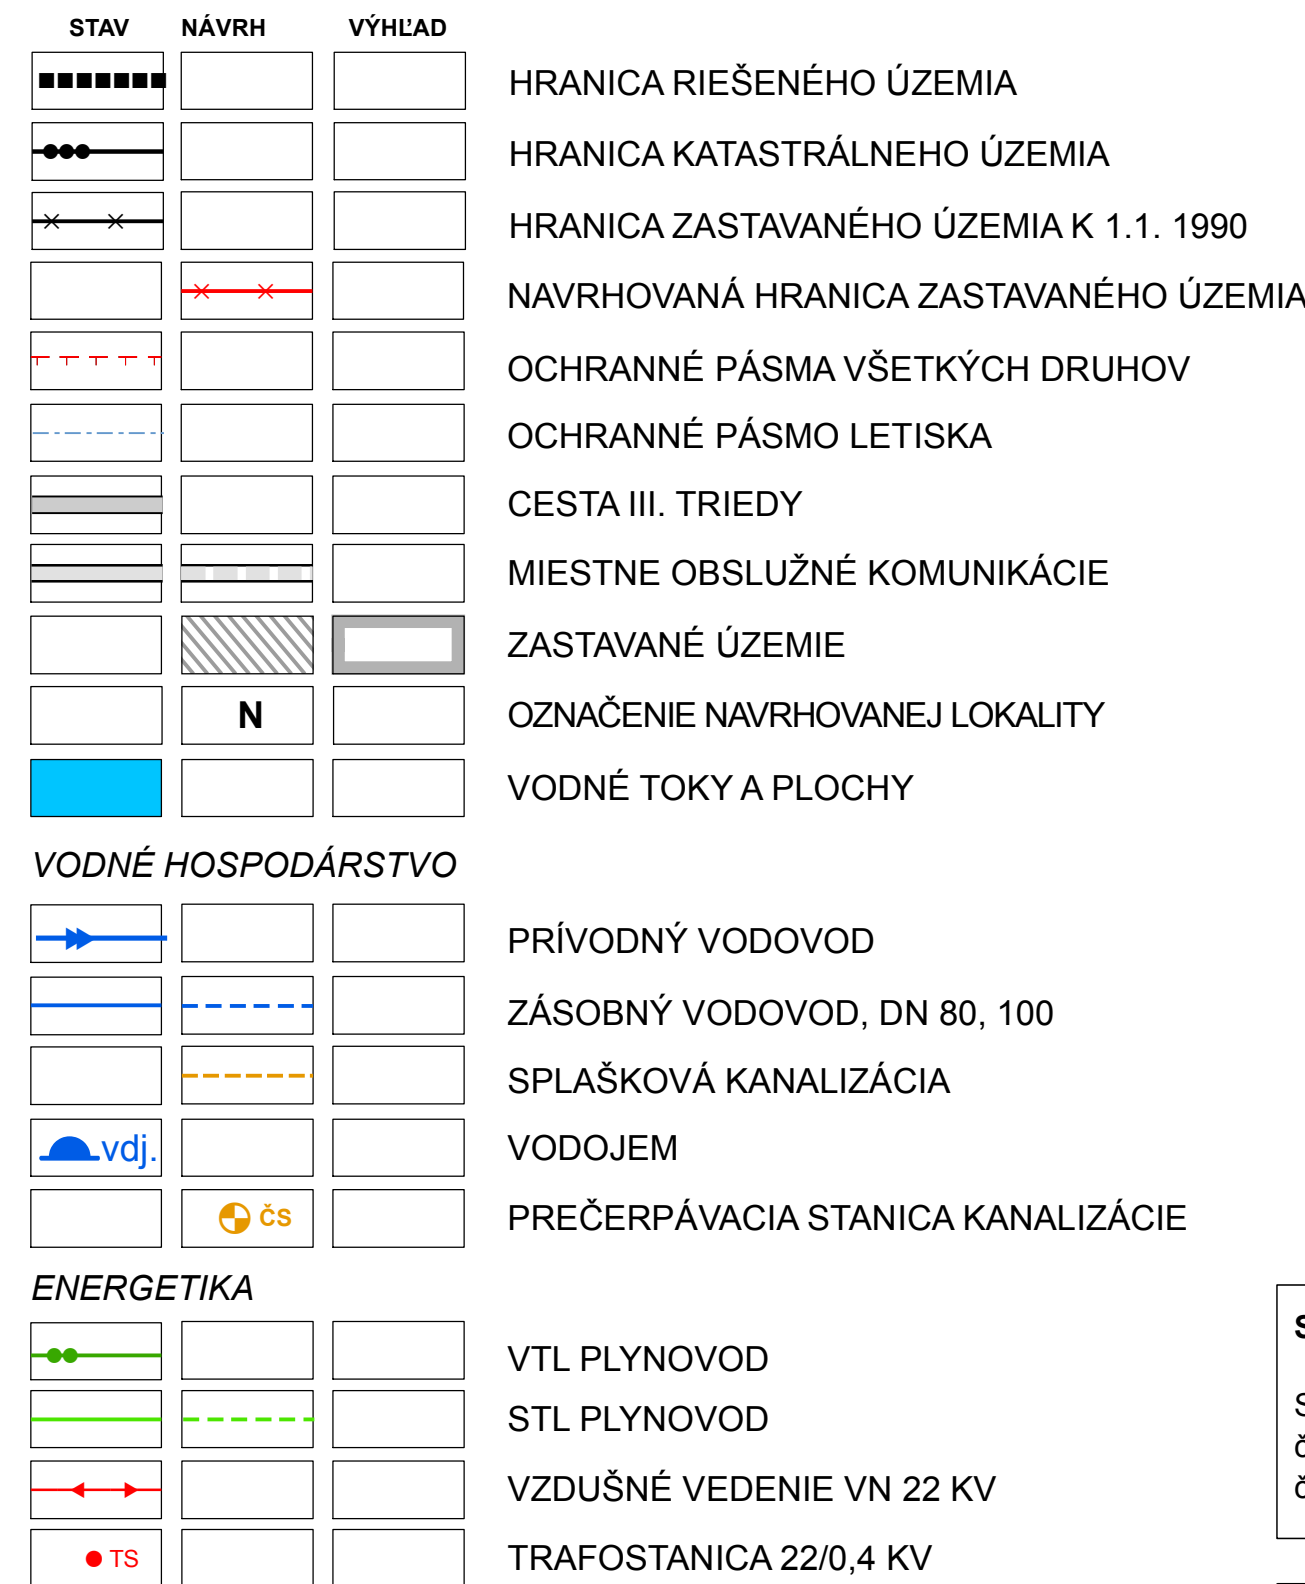 STAV NÁVRH VÝHĽAD
HRANICA RIEŠENÉHO ÚZEMIA
HRANICA KATASTRÁLNEHO ÚZEMIA
HRANICA ZASTAVANÉHO ÚZEMIA K 1.1. 1990
NAVRHOVANÁ HRANICA ZASTAVANÉHO ÚZEMIA
OCHRANNÉ PÁSMA VŠETKÝCH DRUHOV
OCHRANNÉ PÁSMO LETISKA
CESTA III. TRIEDY
MIESTNE OBSLUŽNÉ KOMUNIKÁCIE
ZASTAVANÉ ÚZEMIE
N OZNAČENIE NAVRHOVANEJ LOKALITY
VODNÉ TOKY A PLOCHY
VODNÉ HOSPODÁRSTVO
PRÍVODNÝ VODOVOD
ZÁSOBNÝ VODOVOD, DN 80, 100
SPLAŠKOVÁ KANALIZÁCIA
vdj. VODOJEM
ČS PREČERPÁVACIA STANICA KANALIZÁCIE
ENERGETIKA
VTL PLYNOVOD
STL PLYNOVOD
VZDUŠNÉ VEDENIE VN 22 KV
TS TRAFOSTANICA 22/0,4 KV